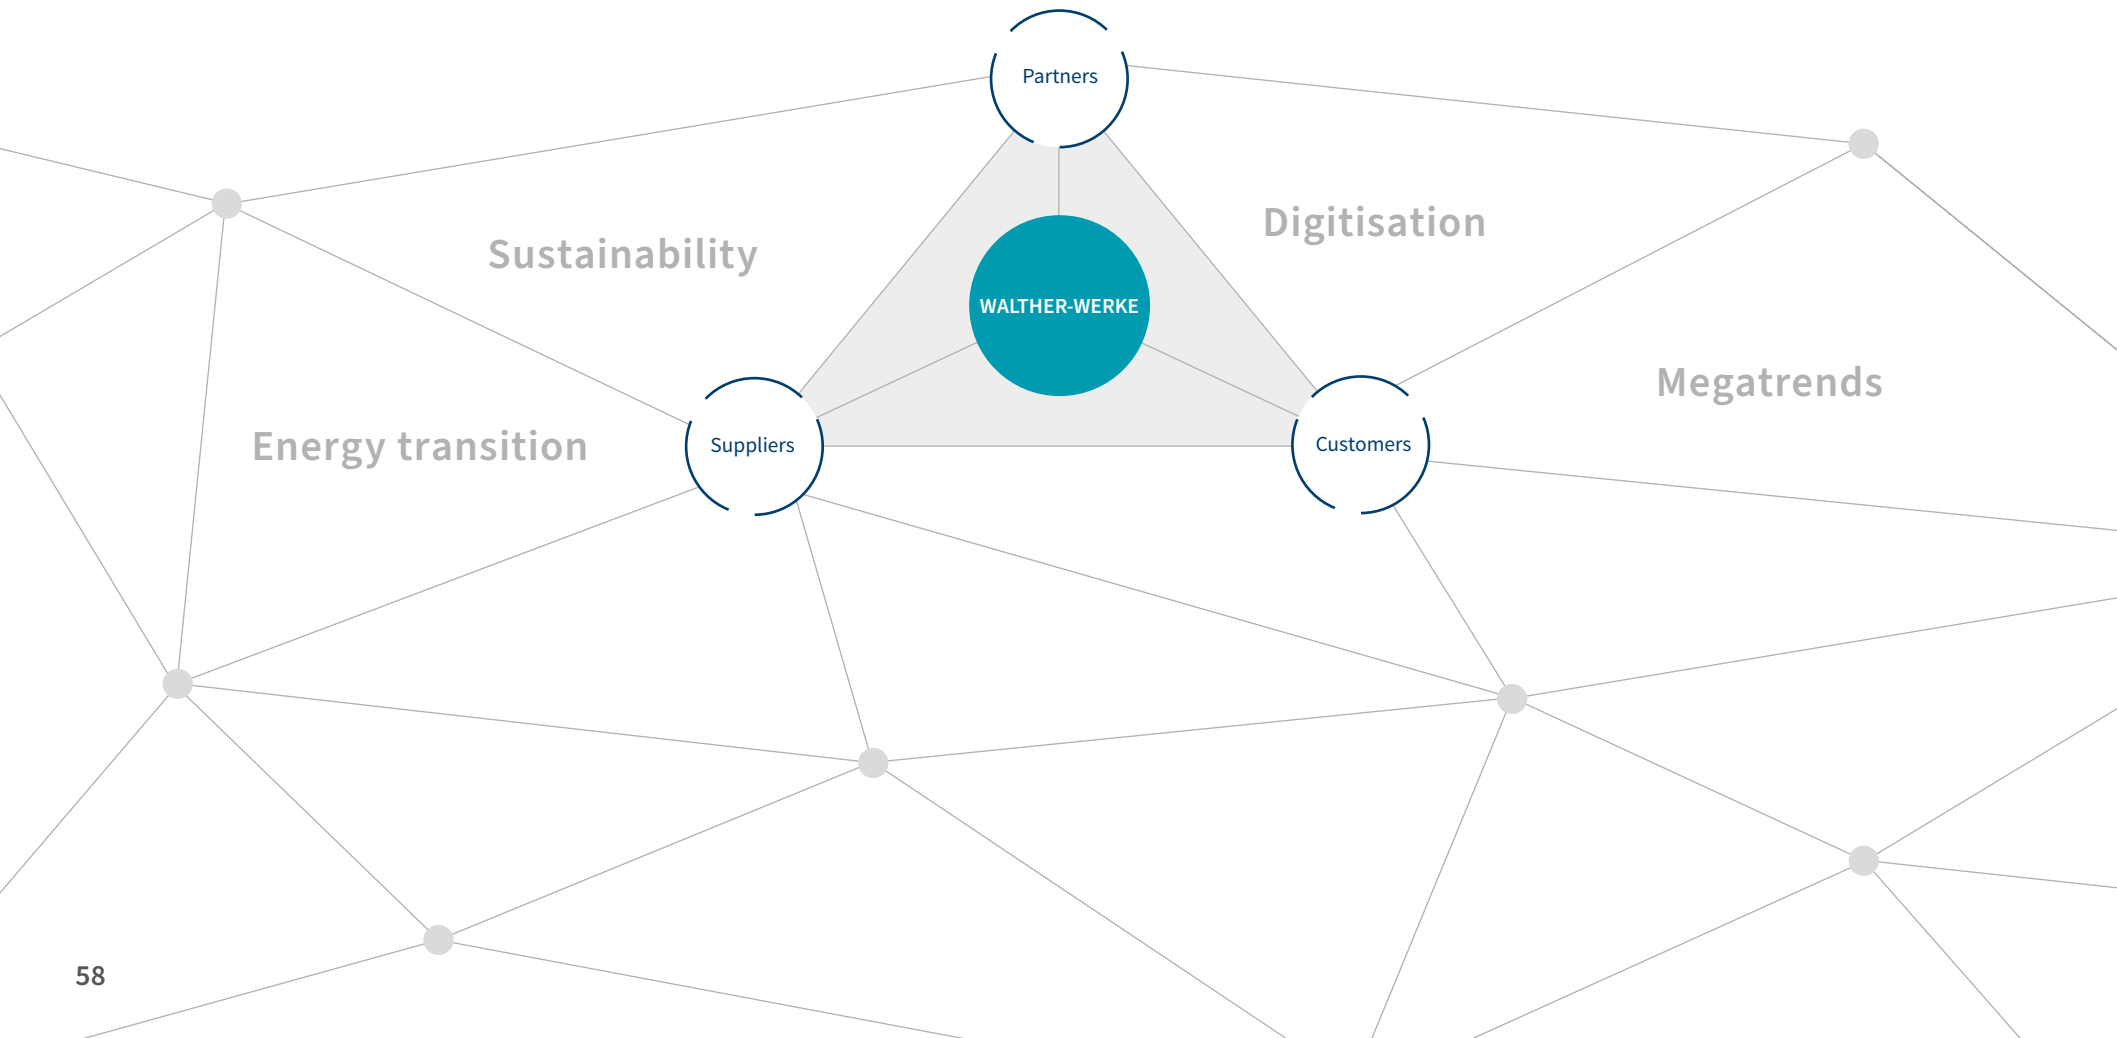 Partners
Digitisation
Sustainability
WALTHER-WERKE
Megatrends
Energy transition
Suppliers
Customers
58